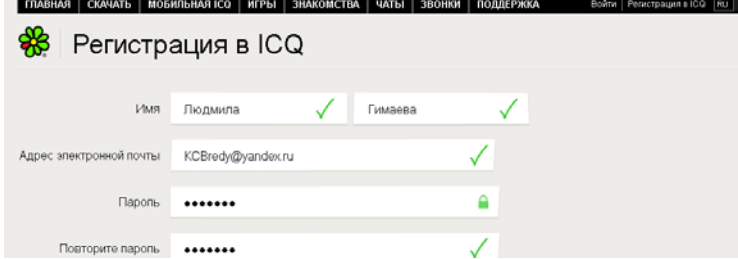 ГЛАВНАЯ СКАЧАТЬ МОБИЛЬНАЯ ICQ ИГРЫ ЗНАКОМСТВА ЧАТЫ ЗВОНКИ ПОДДЕРЖКА Войти Регистрация в ICQ RU
Регистрация в ICQ
Имя Людмила Гимаева
Адрес электронной почты KCBredy@yandex.ru
Пароль •••••••
Повторите пароль •••••••